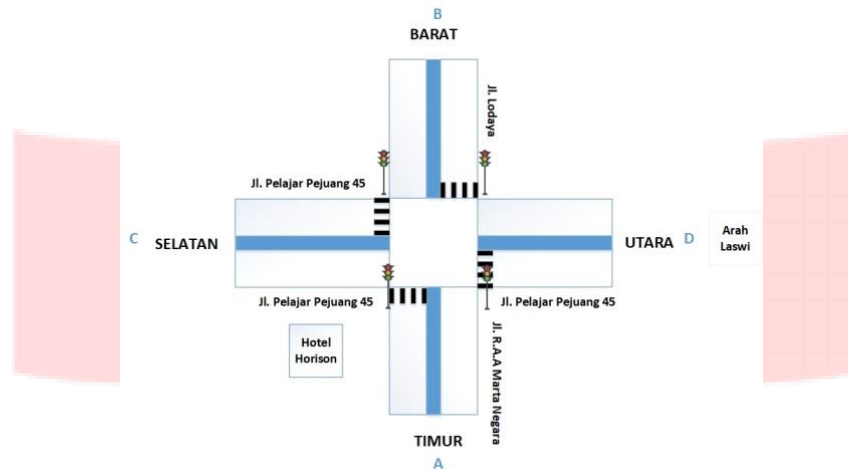 B
BARAT
Jl. Lodaya
Jl. Pelajar Pejuang 45
C
SELATAN
UTARA
D
Arah
Laswi
Jl. Pelajar Pejuang 45
Jl. Pelajar Pejuang 45
Hotel
Horison
Jl. R.A.A Marta Negara
TIMUR
A